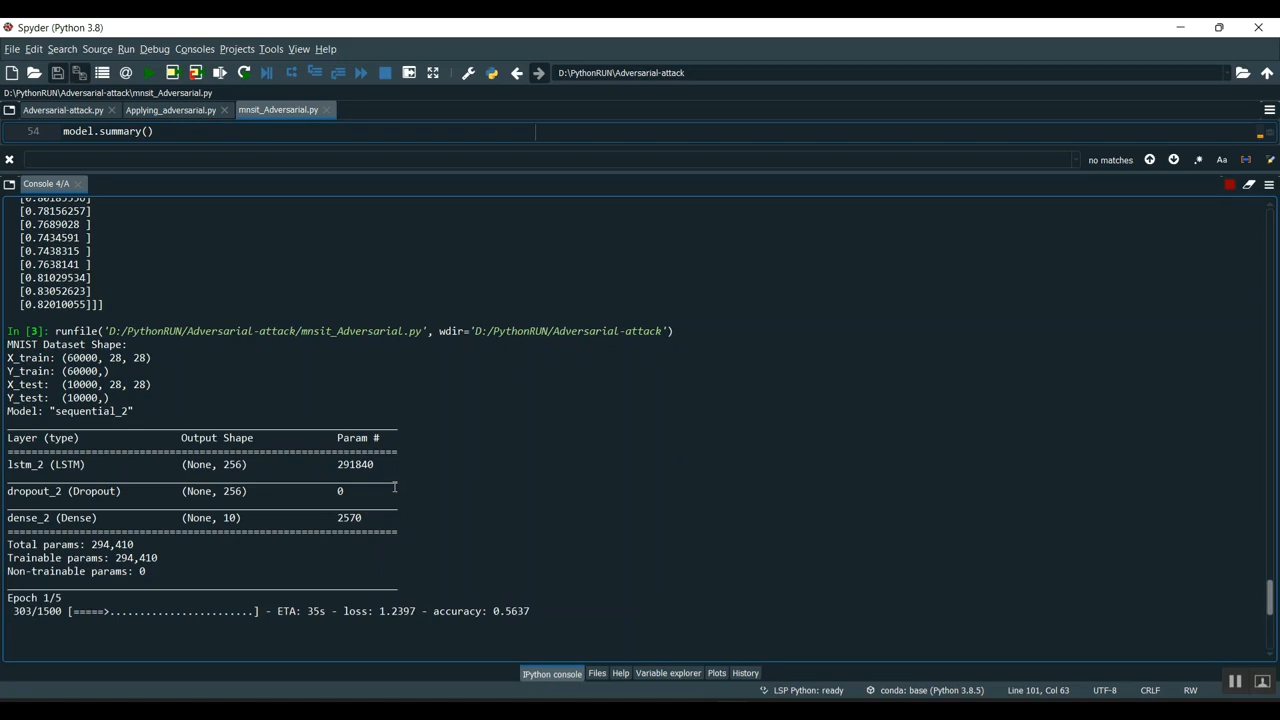 Spyder (Python 3.8)
File Edit Search Source Run Debug Consoles Projects Tools View Help
D:\PythonRUN\Adversarial-attack
D:\PythonRUN\Adversarial-attack\mnsit_Adversarial.py
Adversarial-attack.py Applying_adversarial.py mnsit_Adversarial.py
54 model.summary()
no matches .* Aa
Console 4/A
[0.78156257]
[0.7689028 ]
[0.7434591 ]
[0.7438315 ]
[0.7638141 ]
[0.81029534]
[0.83052623]
[0.82010055]]]
In [3]: runfile('D:/PythonRUN/Adversarial-attack/mnsit_Adversarial.py', wdir='D:/PythonRUN/Adversarial-attack')
MNIST Dataset Shape:
X_train: (60000, 28, 28)
Y_train: (60000,)
X_test:  (10000, 28, 28)
Y_test:  (10000,)
Model: "sequential_2"
_________________________________________________________________
Layer (type)                 Output Shape              Param #
=================================================================
lstm_2 (LSTM)                (None, 256)               291840
_________________________________________________________________
dropout_2 (Dropout)          (None, 256)               0
_________________________________________________________________
dense_2 (Dense)              (None, 10)                2570
=================================================================
Total params: 294,410
Trainable params: 294,410
Non-trainable params: 0
_________________________________________________________________
Epoch 1/5
303/1500 [=====>........................] - ETA: 35s - loss: 1.2397 - accuracy: 0.5637
IPython console Files Help Variable explorer Plots History
LSP Python: ready conda: base (Python 3.8.5) Line 101, Col 63 UTF-8 CRLF RW